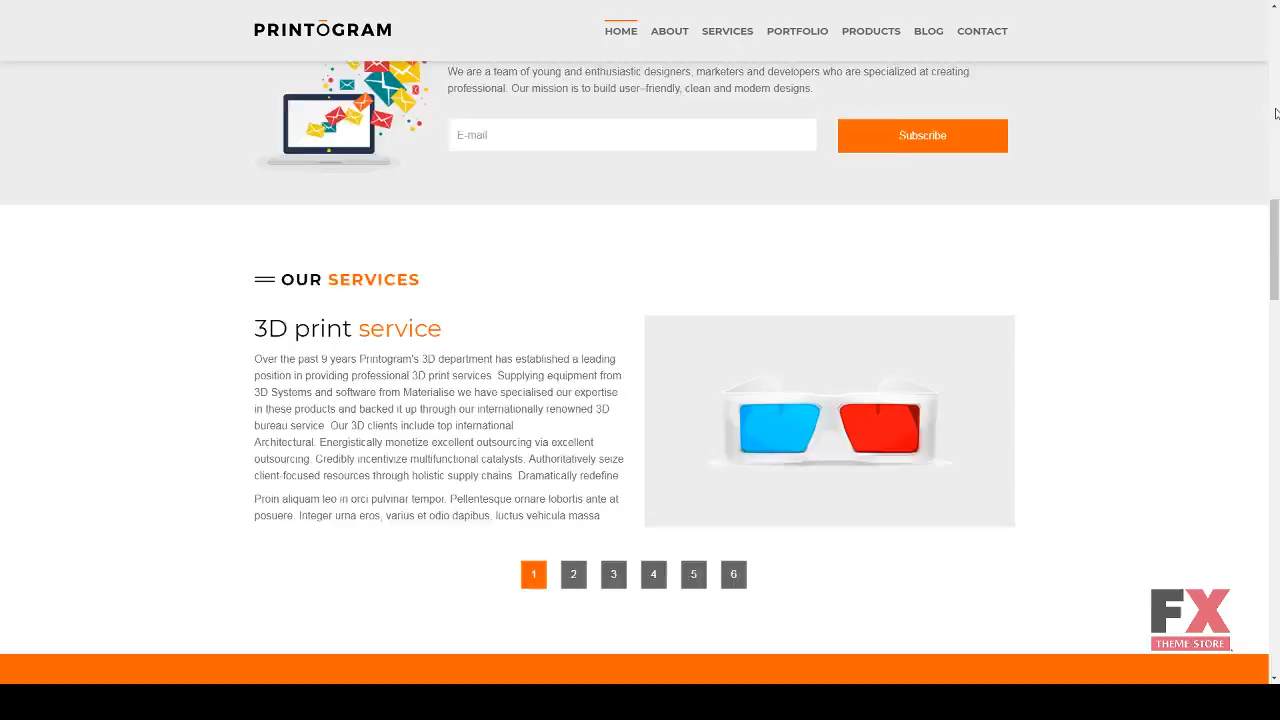 PRINTOGRAM
HOME ABOUT SERVICES PORTFOLIO PRODUCTS BLOG CONTACT
We are a team of young and enthusiastic designers, marketers and developers who are specialized at creating
professional. Our mission is to build user–friendly, clean and modern designs.
E-mail
Subscribe
OUR SERVICES
3D print service
Over the past 9 years Printogram's 3D department has established a leading
position in providing professional 3D print services. Supplying equipment from
3D Systems and software from Materialise we have specialised our expertise
in these products and backed it up through our internationally renowned 3D
bureau service. Our 3D clients include top international
Architectural. Energistically monetize excellent outsourcing via excellent
outsourcing. Credibly incentivize multifunctional catalysts. Authoritatively seize
client-focused resources through holistic supply chains. Dramatically redefine
Proin aliquam leo in orci pulvinar tempor. Pellentesque ornare lobortis ante at
posuere. Integer urna eros, varius et odio dapibus, luctus vehicula massa
1 2 3 4 5 6
FX
THEME STORE